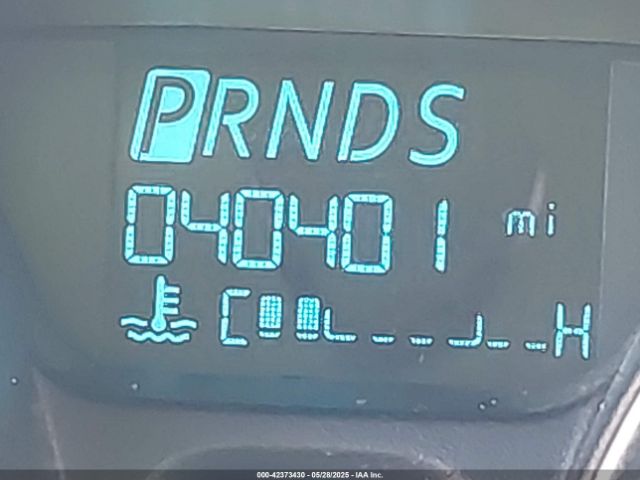 PRNDS
040401 mi
C H
000-42373430 - 05/28/2025 - IAA Inc.